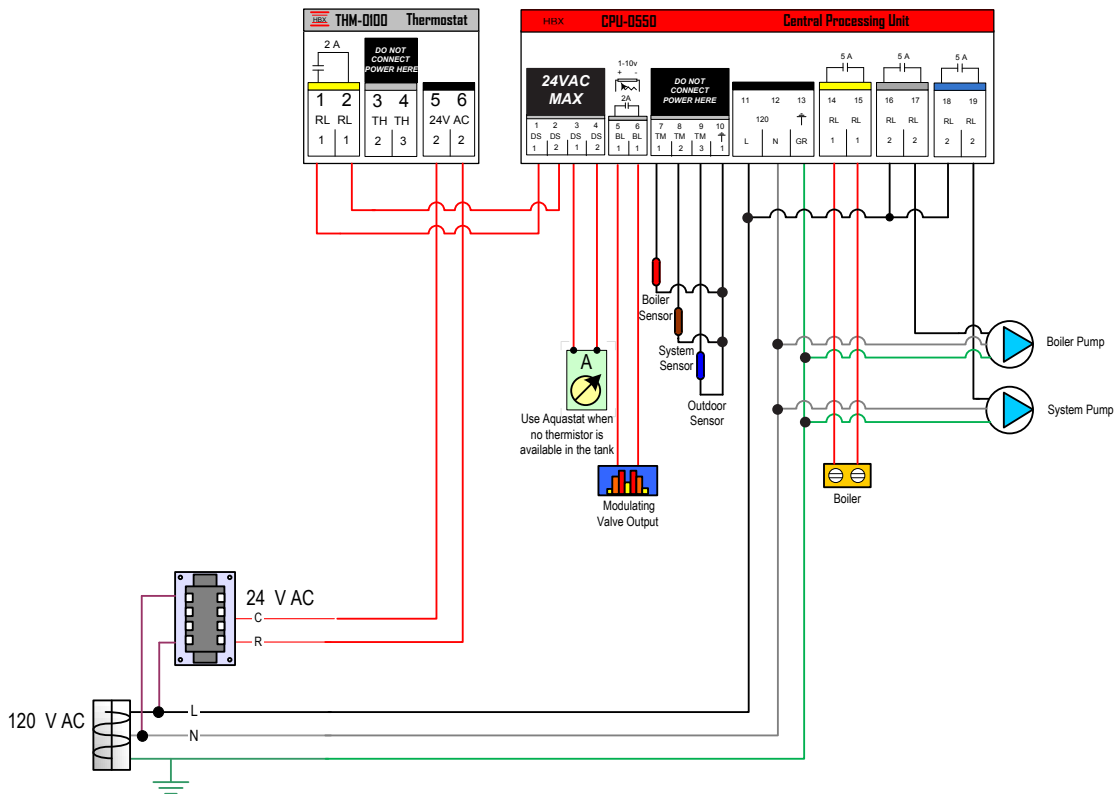 HBX THM-0100 Thermostat
2 A
DO NOT
CONNECT
POWER HERE
1 2 3 4 5 6
RL RL TH TH 24V AC
1 1 2 3 2 2
HBX CPU-0550 Central Processing Unit
24VAC
MAX
1-10v
+ -
2A
DO NOT
CONNECT
POWER HERE
5 A 5 A 5 A
1 2 3 4 5 6 7 8 9 10 11 12 13 14 15 16 17 18 19
DS DS DS DS BL BL TM TM TM 120 RL RL RL RL RL RL
1 2 1 2 1 1 1 2 3 1 L N GR 1 1 2 2 2 2
Boiler
Sensor
System
Sensor
Outdoor
Sensor
Boiler Pump
System Pump
A
Use Aquastat when
no thermistor is
available in the tank
Modulating
Valve Output
Boiler
24 V AC
C
R
120 V AC
L
N